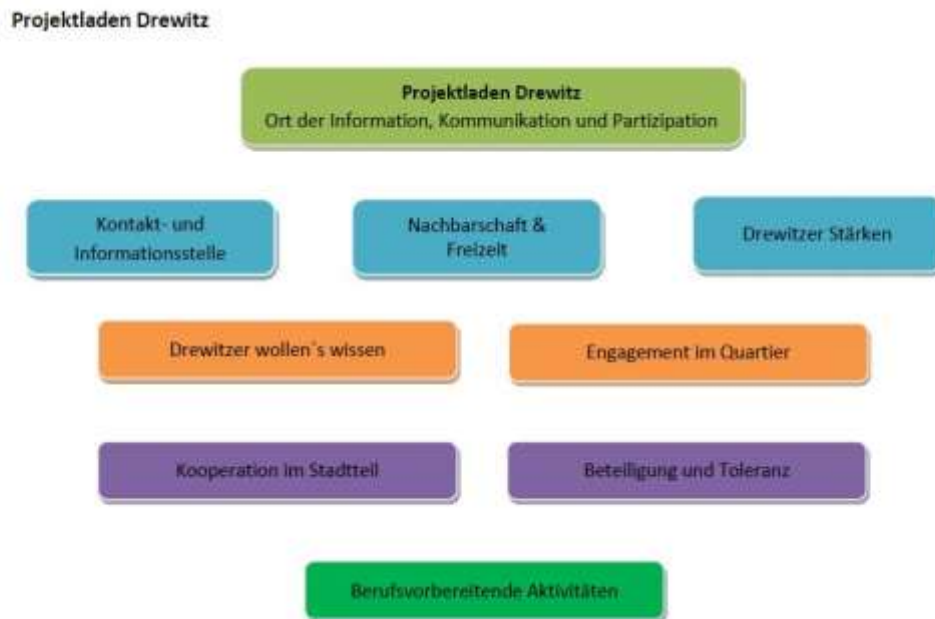 Projektladen Drewitz
Projektladen Drewitz
Ort der Information, Kommunikation und Partizipation
Kontakt- und
Informationsstelle
Nachbarschaft &
Freizeit
Drewitzer Stärken
Drewitzer wollen´s wissen
Engagement im Quartier
Kooperation im Stadtteil
Beteiligung und Toleranz
Berufsvorbereitende Aktivitäten